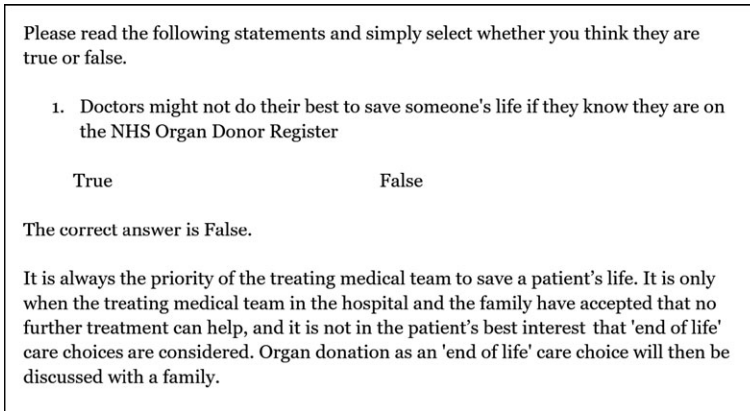 Please read the following statements and simply select whether you think they are
true or false.
1. Doctors might not do their best to save someone's life if they know they are on
the NHS Organ Donor Register
True False
The correct answer is False.
It is always the priority of the treating medical team to save a patient’s life. It is only
when the treating medical team in the hospital and the family have accepted that no
further treatment can help, and it is not in the patient’s best interest that 'end of life'
care choices are considered. Organ donation as an 'end of life' care choice will then be
discussed with a family.